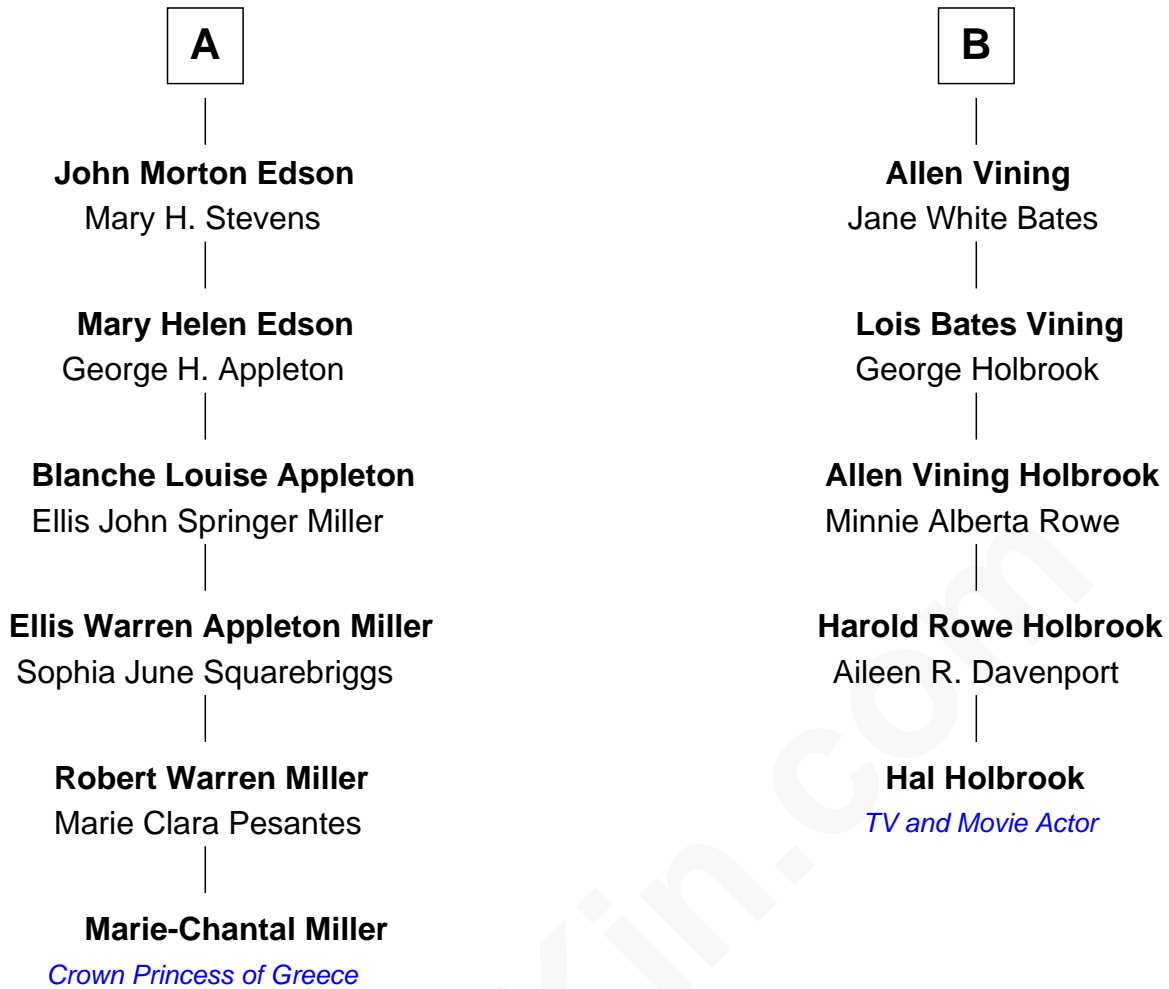 A
John Morton Edson
Mary H. Stevens
Mary Helen Edson
George H. Appleton
Blanche Louise Appleton
Ellis John Springer Miller
Ellis Warren Appleton Miller
Sophia June Squarebriggs
Robert Warren Miller
Marie Clara Pesantes
Marie-Chantal Miller
Crown Princess of Greece
B
Allen Vining
Jane White Bates
Lois Bates Vining
George Holbrook
Allen Vining Holbrook
Minnie Alberta Rowe
Harold Rowe Holbrook
Aileen R. Davenport
Hal Holbrook
TV and Movie Actor
Kin.com